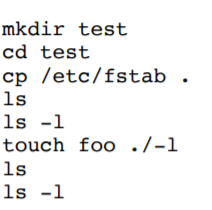 mkdir test
cd test
cp /etc/fstab .
ls
ls -l
touch foo ./-l
ls
ls -l